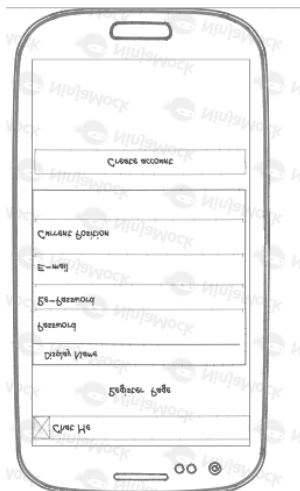 Chat Me
Register Page
Display Name
Password
Re-Password
E-mail
Current Position
Create account
NinjaMock